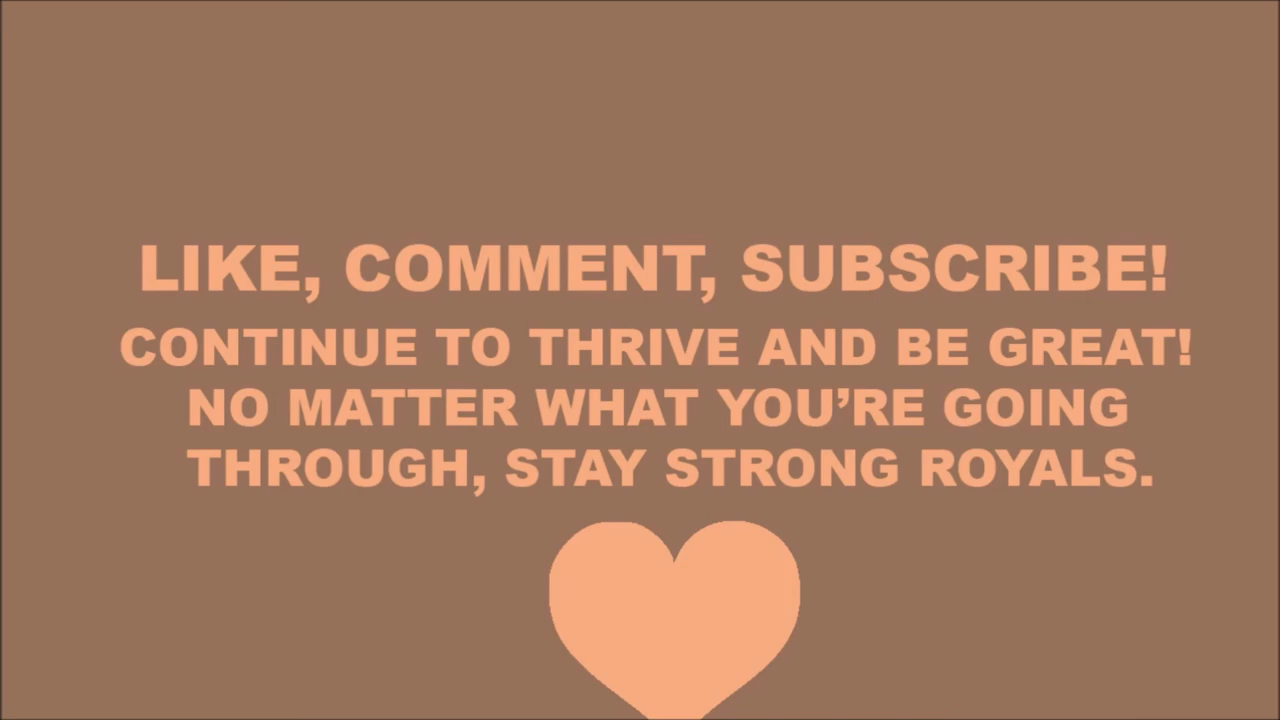 LIKE, COMMENT, SUBSCRIBE!
CONTINUE TO THRIVE AND BE GREAT!
NO MATTER WHAT YOU’RE GOING
THROUGH, STAY STRONG ROYALS.